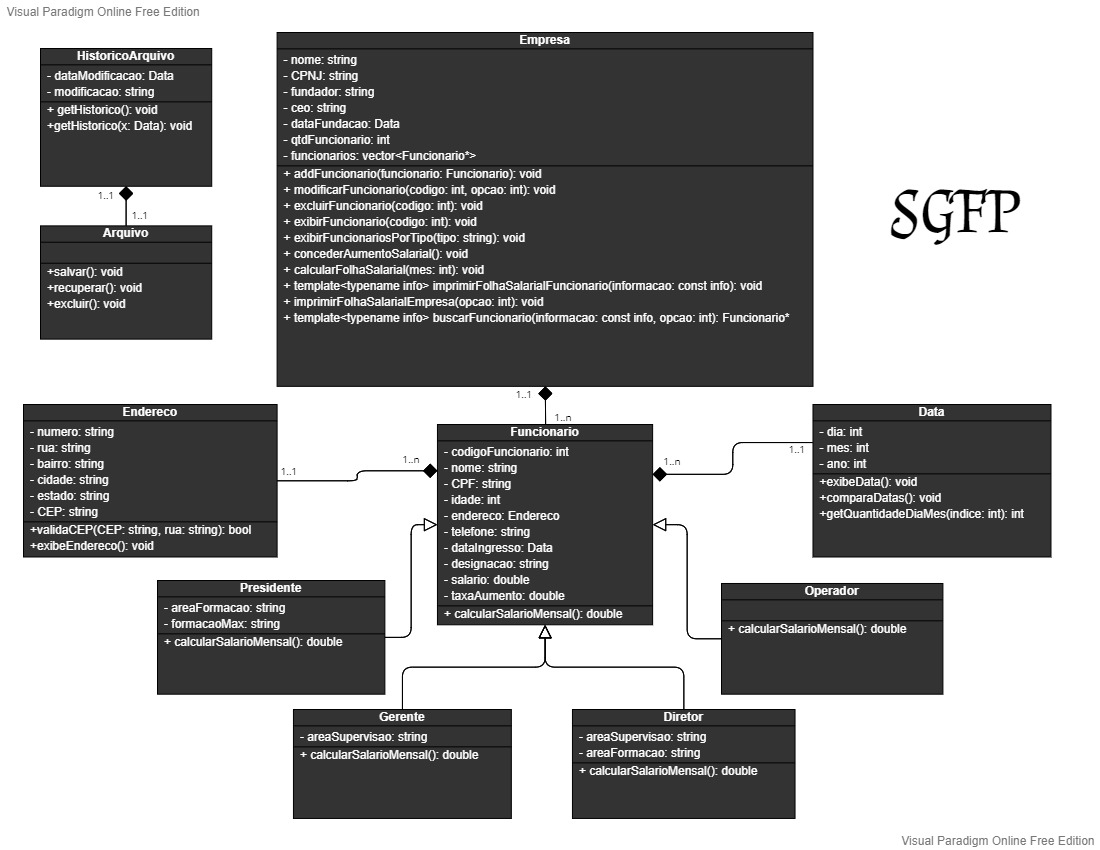 Visual Paradigm Online Free Edition
HistoricoArquivo
- dataModificacao: Data
- modificacao: string
+ getHistorico(): void
+getHistorico(x: Data): void
1..1
1..1
Arquivo
+salvar(): void
+recuperar(): void
+excluir(): void
Empresa
- nome: string
- CPNJ: string
- fundador: string
- ceo: string
- dataFundacao: Data
- qtdFuncionario: int
- funcionarios: vector<Funcionario*>
+ addFuncionario(funcionario: Funcionario): void
+ modificarFuncionario(codigo: int, opcao: int): void
+ excluirFuncionario(codigo: int): void
+ exibirFuncionario(codigo: int): void
+ exibirFuncionariosPorTipo(tipo: string): void
+ concederAumentoSalarial(): void
+ calcularFolhaSalarial(mes: int): void
+ template<typename info> imprimirFolhaSalarialFuncionario(informacao: const info): void
+ imprimirFolhaSalarialEmpresa(opcao: int): void
+ template<typename info> buscarFuncionario(informacao: const info, opcao: int): Funcionario*
SGFP
1..1
1..n
Endereco
- numero: string
- rua: string
- bairro: string
- cidade: string
- estado: string
- CEP: string
+validaCEP(CEP: string, rua: string): bool
+exibeEndereco(): void
1..1
1..n
Funcionario
- codigoFuncionario: int
- nome: string
- CPF: string
- idade: int
- endereco: Endereco
- telefone: string
- dataIngresso: Data
- designacao: string
- salario: double
- taxaAumento: double
+ calcularSalarioMensal(): double
1..n
1..1
Data
- dia: int
- mes: int
- ano: int
+exibeData(): void
+comparaDatas(): void
+getQuantidadeDiaMes(indice: int): int
Presidente
- areaFormacao: string
- formacaoMax: string
+ calcularSalarioMensal(): double
Operador
+ calcularSalarioMensal(): double
Gerente
- areaSupervisao: string
+ calcularSalarioMensal(): double
Diretor
- areaSupervisao: string
- areaFormacao: string
+ calcularSalarioMensal(): double
Visual Paradigm Online Free Edition